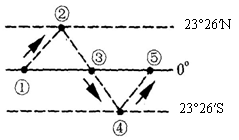 ② 23°26′N
① ③ ⑤ 0°
④ 23°26′S